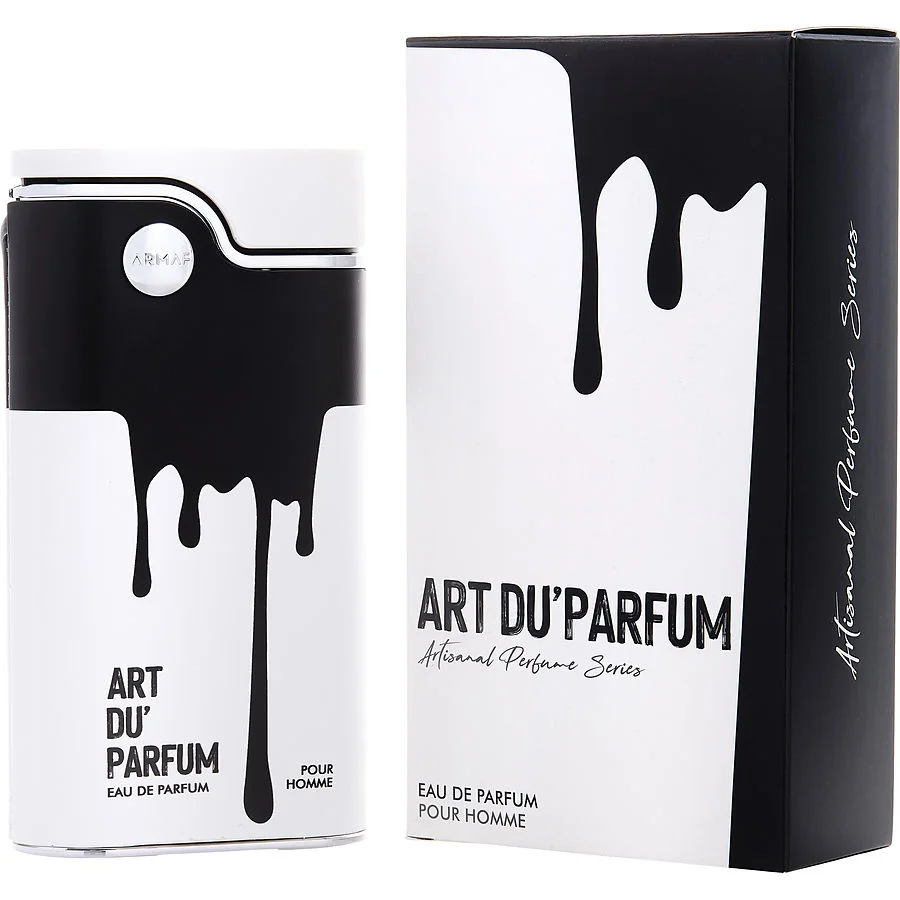 ARMAF
ART
DU'
PARFUM
EAU DE PARFUM
POUR
HOMME
ART DU'PARFUM
Artisanal Perfume Series
EAU DE PARFUM
POUR HOMME
Artisanal Perfume Series